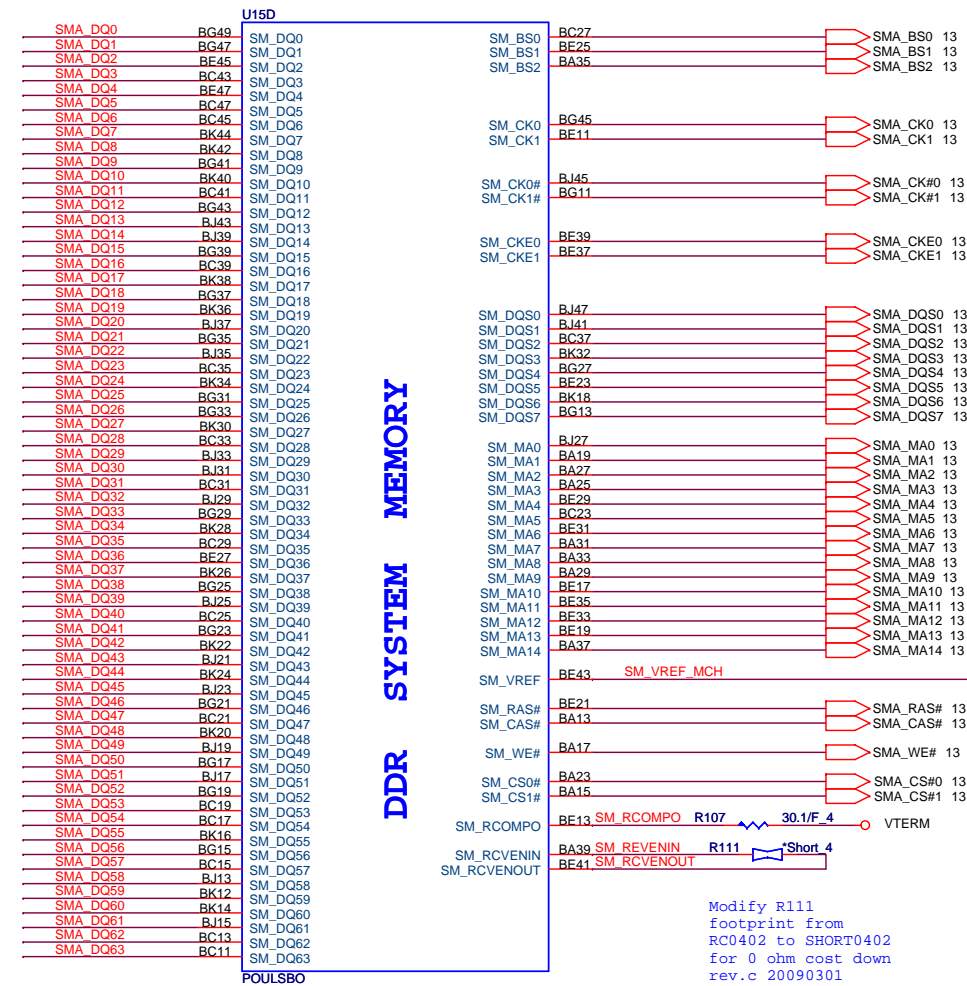 U15D
SMA_DQ0 BG49 SM_DQ0
SMA_DQ1 BG47 SM_DQ1
SMA_DQ2 BE45 SM_DQ2
SMA_DQ3 BC43 SM_DQ3
SMA_DQ4 BE47 SM_DQ4
SMA_DQ5 BC47 SM_DQ5
SMA_DQ6 BC45 SM_DQ6
SMA_DQ7 BK44 SM_DQ7
SMA_DQ8 BK42 SM_DQ8
SMA_DQ9 BG41 SM_DQ9
SMA_DQ10 BK40 SM_DQ10
SMA_DQ11 BC41 SM_DQ11
SMA_DQ12 BG43 SM_DQ12
SMA_DQ13 BJ43 SM_DQ13
SMA_DQ14 BJ39 SM_DQ14
SMA_DQ15 BG39 SM_DQ15
SMA_DQ16 BC39 SM_DQ16
SMA_DQ17 BK38 SM_DQ17
SMA_DQ18 BG37 SM_DQ18
SMA_DQ19 BK36 SM_DQ19
SMA_DQ20 BJ37 SM_DQ20
SMA_DQ21 BG35 SM_DQ21
SMA_DQ22 BJ35 SM_DQ22
SMA_DQ23 BC35 SM_DQ23
SMA_DQ24 BK34 SM_DQ24
SMA_DQ25 BG31 SM_DQ25
SMA_DQ26 BG33 SM_DQ26
SMA_DQ27 BK30 SM_DQ27
SMA_DQ28 BC33 SM_DQ28
SMA_DQ29 BJ33 SM_DQ29
SMA_DQ30 BJ31 SM_DQ30
SMA_DQ31 BC31 SM_DQ31
SMA_DQ32 BJ29 SM_DQ32
SMA_DQ33 BG29 SM_DQ33
SMA_DQ34 BK28 SM_DQ34
SMA_DQ35 BC29 SM_DQ35
SMA_DQ36 BE27 SM_DQ36
SMA_DQ37 BK26 SM_DQ37
SMA_DQ38 BG25 SM_DQ38
SMA_DQ39 BJ25 SM_DQ39
SMA_DQ40 BC25 SM_DQ40
SMA_DQ41 BG23 SM_DQ41
SMA_DQ42 BK22 SM_DQ42
SMA_DQ43 BJ21 SM_DQ43
SMA_DQ44 BK24 SM_DQ44
SMA_DQ45 BJ23 SM_DQ45
SMA_DQ46 BG21 SM_DQ46
SMA_DQ47 BC21 SM_DQ47
SMA_DQ48 BK20 SM_DQ48
SMA_DQ49 BJ19 SM_DQ49
SMA_DQ50 BG17 SM_DQ50
SMA_DQ51 BJ17 SM_DQ51
SMA_DQ52 BG19 SM_DQ52
SMA_DQ53 BC19 SM_DQ53
SMA_DQ54 BC17 SM_DQ54
SMA_DQ55 BK16 SM_DQ55
SMA_DQ56 BG15 SM_DQ56
SMA_DQ57 BC15 SM_DQ57
SMA_DQ58 BJ13 SM_DQ58
SMA_DQ59 BK12 SM_DQ59
SMA_DQ60 BK14 SM_DQ60
SMA_DQ61 BJ15 SM_DQ61
SMA_DQ62 BC13 SM_DQ62
SMA_DQ63 BC11 SM_DQ63
DDR SYSTEM MEMORY
SM_BS0 BC27 SMA_BS0 13
SM_BS1 BE25 SMA_BS1 13
SM_BS2 BA35 SMA_BS2 13
SM_CK0 BG45 SMA_CK0 13
SM_CK1 BE11 SMA_CK1 13
SM_CK0# BJ45 SMA_CK#0 13
SM_CK1# BG11 SMA_CK#1 13
SM_CKE0 BE39 SMA_CKE0 13
SM_CKE1 BE37 SMA_CKE1 13
SM_DQS0 BJ47 SMA_DQS0 13
SM_DQS1 BJ41 SMA_DQS1 13
SM_DQS2 BC37 SMA_DQS2 13
SM_DQS3 BK32 SMA_DQS3 13
SM_DQS4 BG27 SMA_DQS4 13
SM_DQS5 BE23 SMA_DQS5 13
SM_DQS6 BK18 SMA_DQS6 13
SM_DQS7 BG13 SMA_DQS7 13
SM_MA0 BJ27 SMA_MA0 13
SM_MA1 BA19 SMA_MA1 13
SM_MA2 BA27 SMA_MA2 13
SM_MA3 BA25 SMA_MA3 13
SM_MA4 BE29 SMA_MA4 13
SM_MA5 BC23 SMA_MA5 13
SM_MA6 BE31 SMA_MA6 13
SM_MA7 BA31 SMA_MA7 13
SM_MA8 BA33 SMA_MA8 13
SM_MA9 BA29 SMA_MA9 13
SM_MA10 BE17 SMA_MA10 13
SM_MA11 BE35 SMA_MA11 13
SM_MA12 BE33 SMA_MA12 13
SM_MA13 BE19 SMA_MA13 13
SM_MA14 BA37 SMA_MA14 13
SM_VREF BE43 SM_VREF_MCH
SM_RAS# BE21 SMA_RAS# 13
SM_CAS# BA13 SMA_CAS# 13
SM_WE# BA17 SMA_WE# 13
SM_CS0# BA23 SMA_CS#0 13
SM_CS1# BA15 SMA_CS#1 13
SM_RCOMPO BE13 SM_RCOMPO R107 30.1/F_4 VTERM
SM_RCVENIN BA39 SM_REVENIN R111 *Short_4
SM_RCVENOUT BE41 SM_RCVENOUT
Modify R111
footprint from
RC0402 to SHORT0402
for 0 ohm cost down
rev.c 20090301
POULSBO